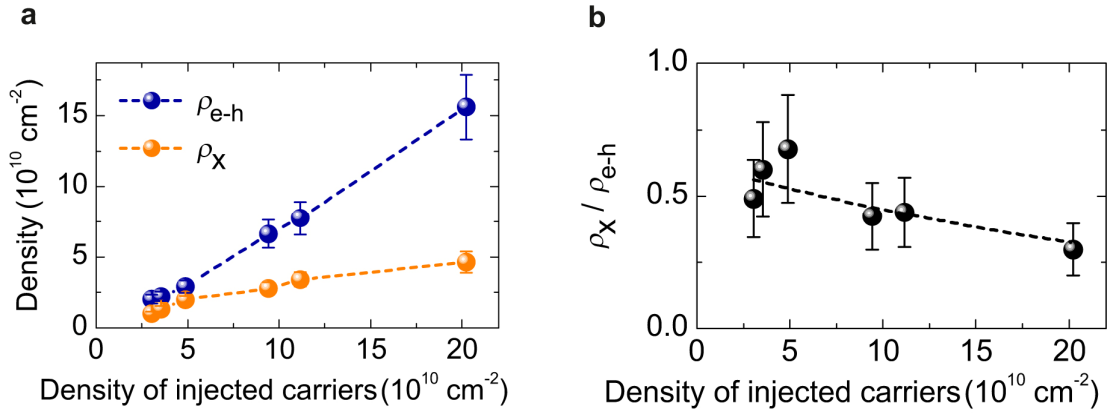 a
Density (10¹⁰ cm⁻²)
15
10
5
0
ρe-h
ρX
0 5 10 15 20
Density of injected carriers (10¹⁰ cm⁻²)
b
ρX / ρe-h
1.0
0.5
0.0
0 5 10 15 20
Density of injected carriers (10¹⁰ cm⁻²)